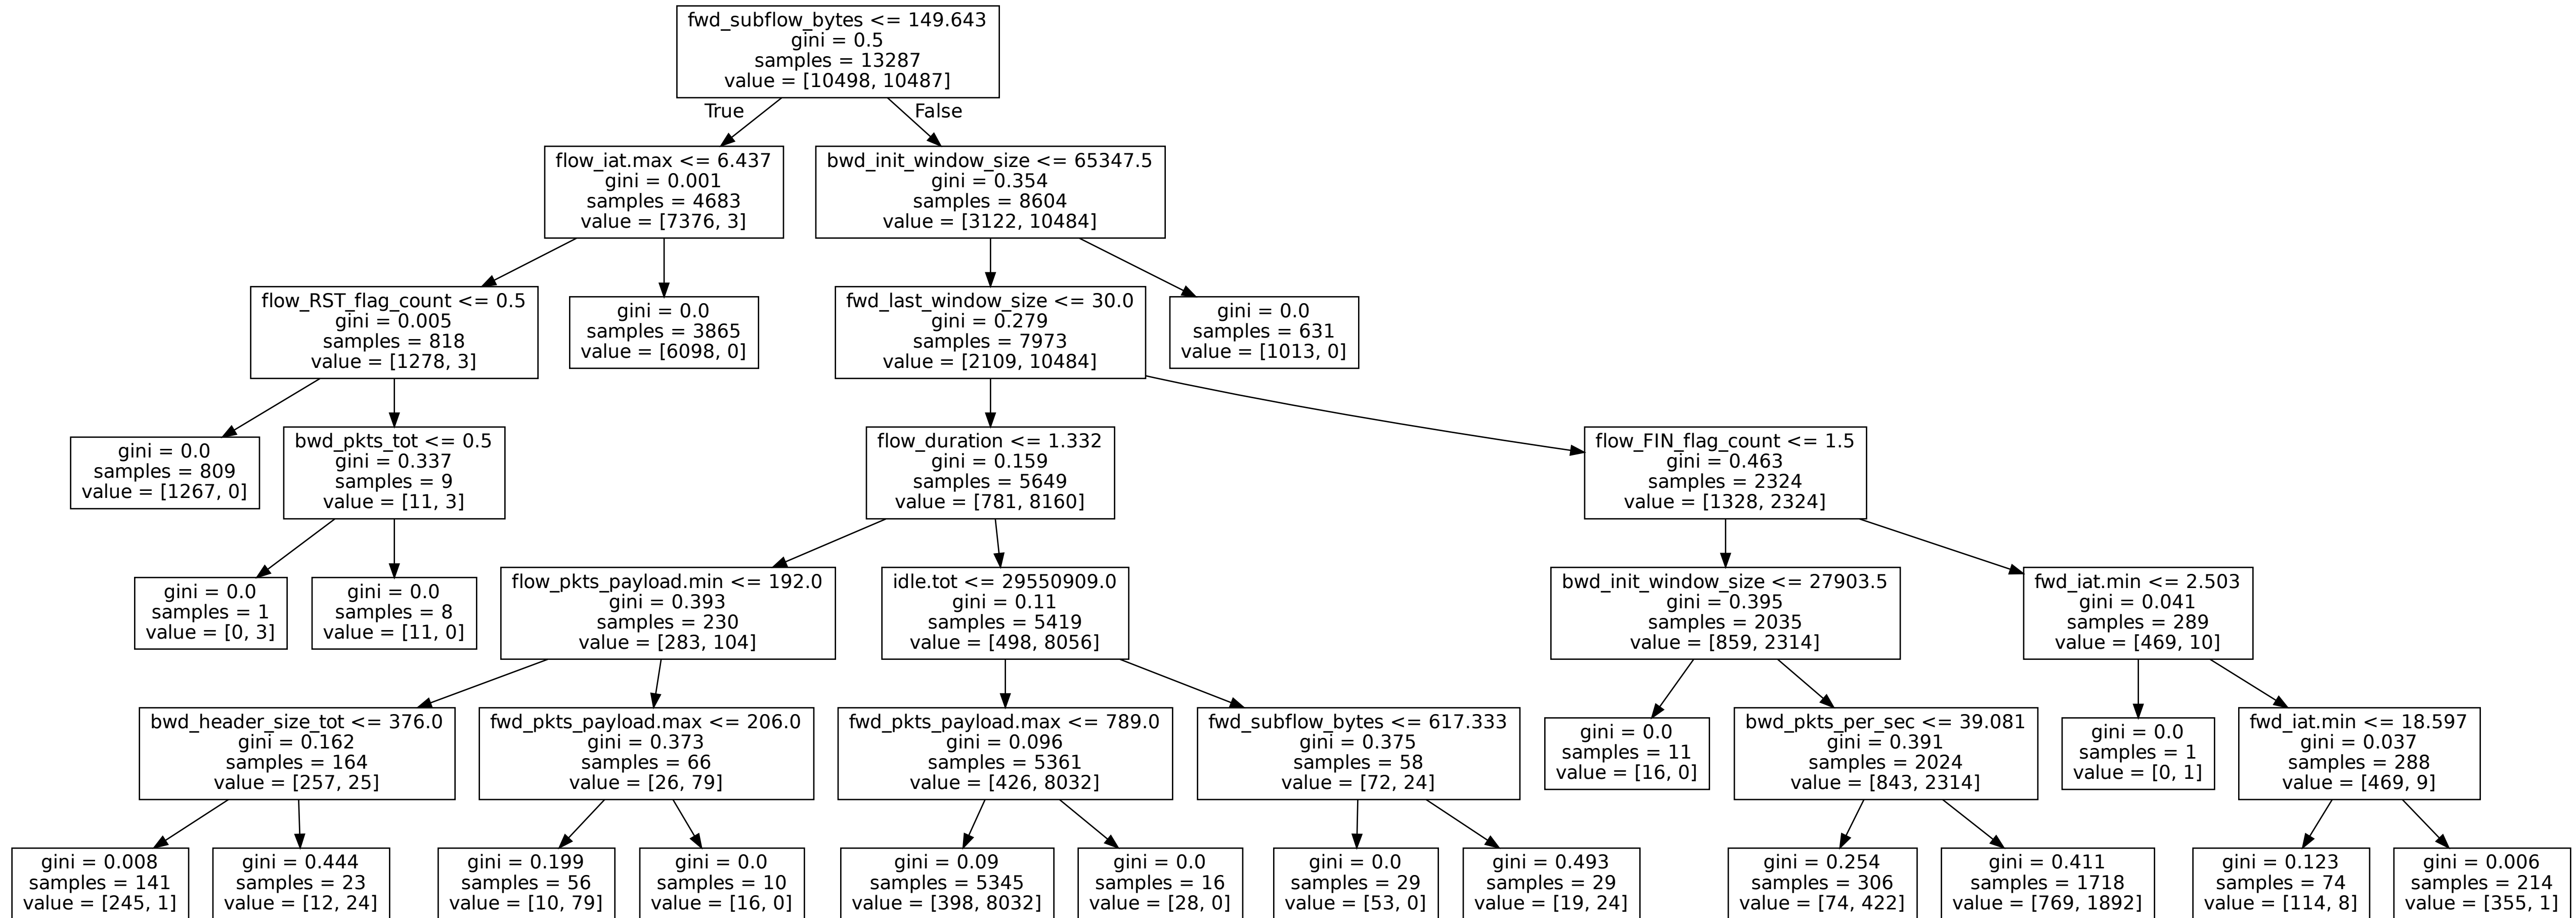 fwd_subflow_bytes <= 149.643
gini = 0.5
samples = 13287
value = [10498, 10487]
True
False
flow_iat.max <= 6.437
gini = 0.001
samples = 4683
value = [7376, 3]
bwd_init_window_size <= 65347.5
gini = 0.354
samples = 8604
value = [3122, 10484]
flow_RST_flag_count <= 0.5
gini = 0.005
samples = 818
value = [1278, 3]
gini = 0.0
samples = 3865
value = [6098, 0]
fwd_last_window_size <= 30.0
gini = 0.279
samples = 7973
value = [2109, 10484]
gini = 0.0
samples = 631
value = [1013, 0]
gini = 0.0
samples = 809
value = [1267, 0]
bwd_pkts_tot <= 0.5
gini = 0.337
samples = 9
value = [11, 3]
flow_duration <= 1.332
gini = 0.159
samples = 5649
value = [781, 8160]
flow_FIN_flag_count <= 1.5
gini = 0.463
samples = 2324
value = [1328, 2324]
gini = 0.0
samples = 1
value = [0, 3]
gini = 0.0
samples = 8
value = [11, 0]
flow_pkts_payload.min <= 192.0
gini = 0.393
samples = 230
value = [283, 104]
idle.tot <= 29550909.0
gini = 0.11
samples = 5419
value = [498, 8056]
bwd_init_window_size <= 27903.5
gini = 0.395
samples = 2035
value = [859, 2314]
fwd_iat.min <= 2.503
gini = 0.041
samples = 289
value = [469, 10]
bwd_header_size_tot <= 376.0
gini = 0.162
samples = 164
value = [257, 25]
fwd_pkts_payload.max <= 206.0
gini = 0.373
samples = 66
value = [26, 79]
fwd_pkts_payload.max <= 789.0
gini = 0.096
samples = 5361
value = [426, 8032]
fwd_subflow_bytes <= 617.333
gini = 0.375
samples = 58
value = [72, 24]
gini = 0.0
samples = 11
value = [16, 0]
bwd_pkts_per_sec <= 39.081
gini = 0.391
samples = 2024
value = [843, 2314]
gini = 0.0
samples = 1
value = [0, 1]
fwd_iat.min <= 18.597
gini = 0.037
samples = 288
value = [469, 9]
gini = 0.008
samples = 141
value = [245, 1]
gini = 0.444
samples = 23
value = [12, 24]
gini = 0.199
samples = 56
value = [10, 79]
gini = 0.0
samples = 10
value = [16, 0]
gini = 0.09
samples = 5345
value = [398, 8032]
gini = 0.0
samples = 16
value = [28, 0]
gini = 0.0
samples = 29
value = [53, 0]
gini = 0.493
samples = 29
value = [19, 24]
gini = 0.254
samples = 306
value = [74, 422]
gini = 0.411
samples = 1718
value = [769, 1892]
gini = 0.123
samples = 74
value = [114, 8]
gini = 0.006
samples = 214
value = [355, 1]